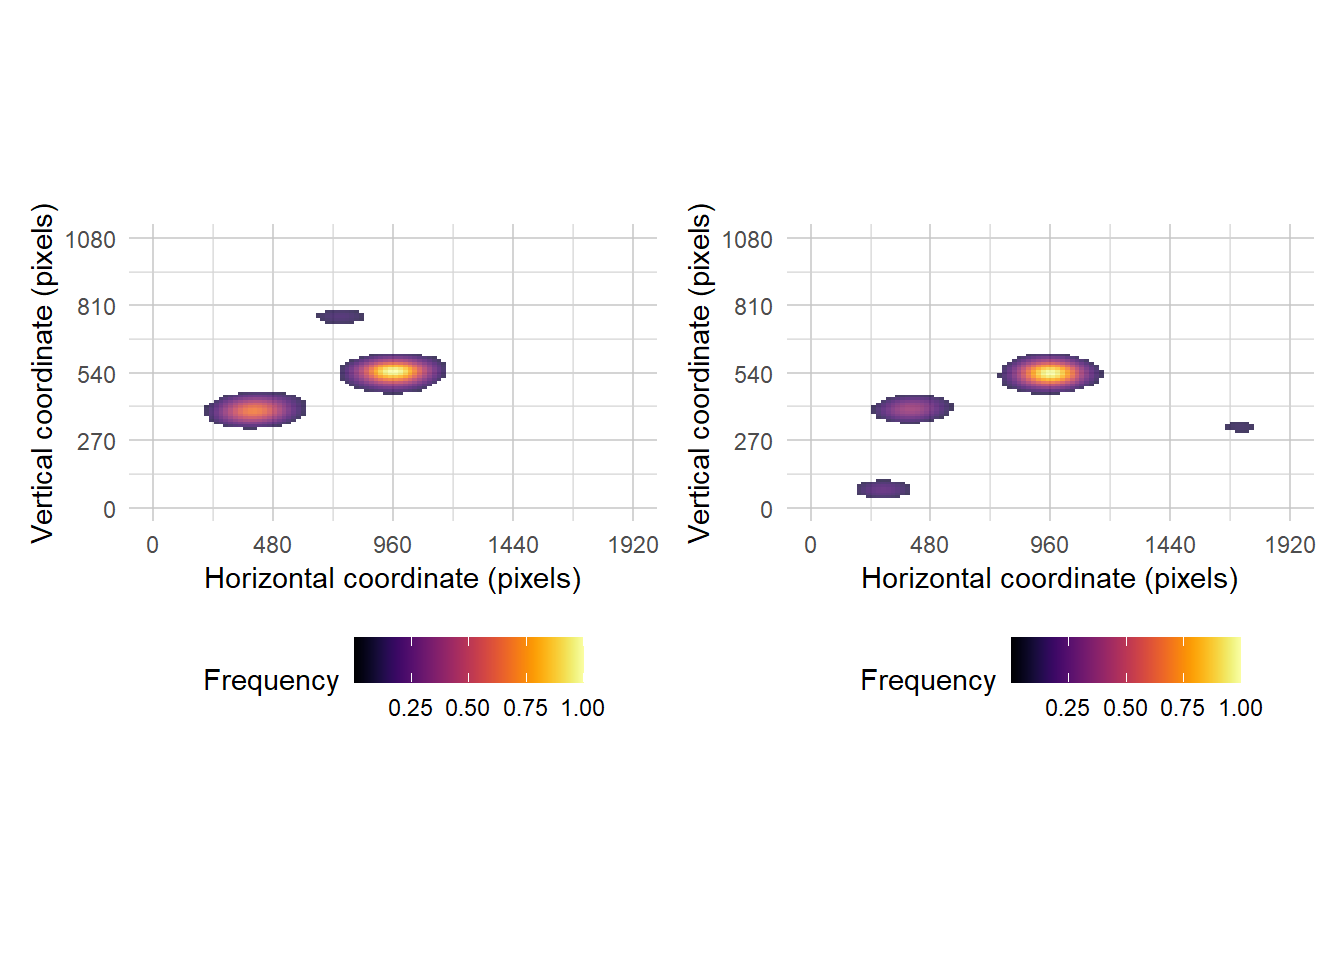 Vertical coordinate (pixels)
1080
810
540
270
0
0 480 960 1440 1920
Horizontal coordinate (pixels)
Frequency
0.25 0.50 0.75 1.00
Vertical coordinate (pixels)
1080
810
540
270
0
0 480 960 1440 1920
Horizontal coordinate (pixels)
Frequency
0.25 0.50 0.75 1.00